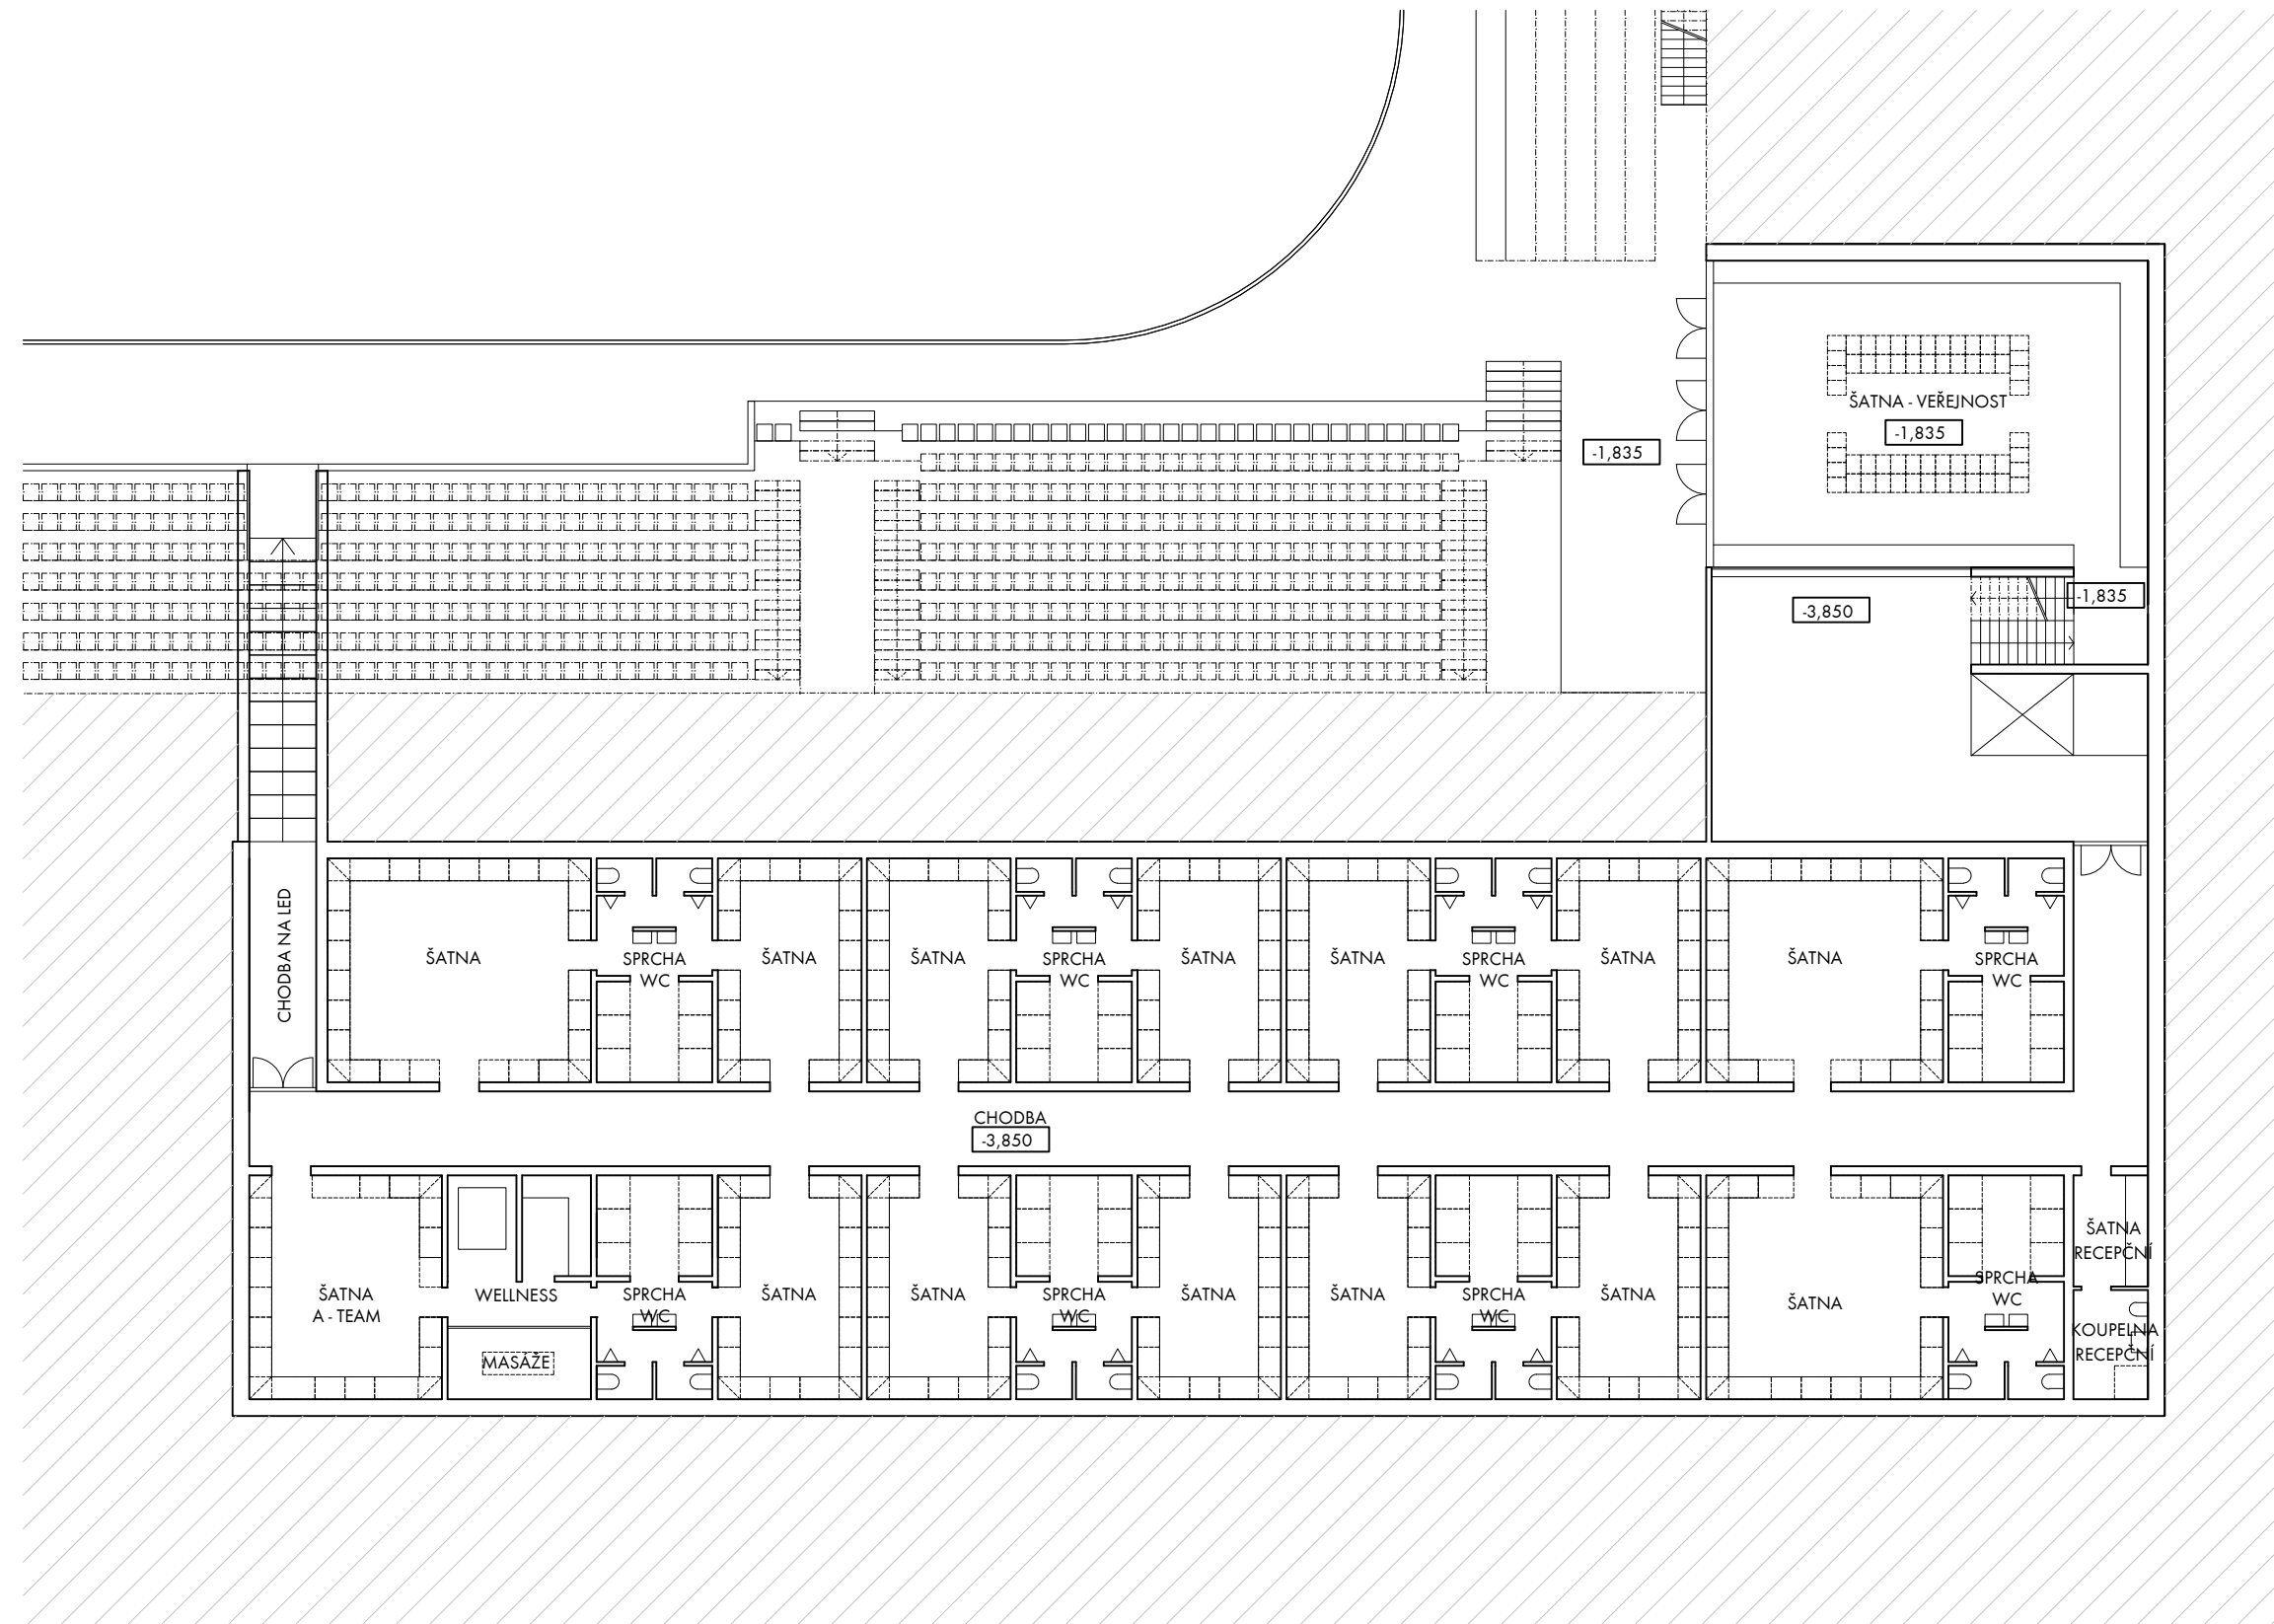 ŠATNA - VEŘEJNOST
-1,835
-1,835
-1,835
-3,850
CHODBA NA LED
ŠATNA
SPRCHA
WC
ŠATNA
ŠATNA
SPRCHA
WC
ŠATNA
ŠATNA
SPRCHA
WC
ŠATNA
ŠATNA
SPRCHA
WC
CHODBA
-3,850
ŠATNA
A - TEAM
WELLNESS
MASÁŽE
SPRCHA
WC
ŠATNA
ŠATNA
SPRCHA
WC
ŠATNA
ŠATNA
SPRCHA
WC
ŠATNA
ŠATNA
SPRCHA
WC
ŠATNA
RECEPČNÍ
KOUPELNA
RECEPČNÍ